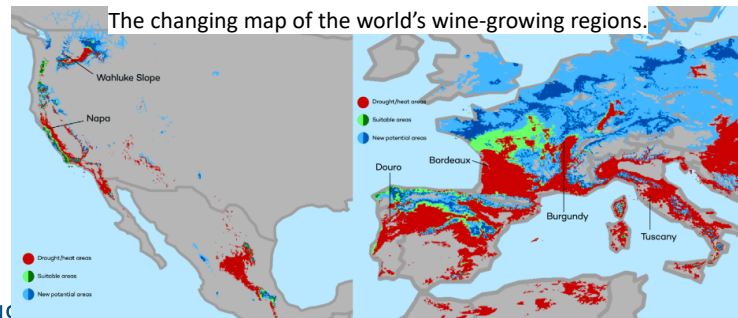 The changing map of the world's wine-growing regions.
Wahluke Slope
Napa
Drought/heat areas
Suitable areas
New potential areas
Drought/heat areas
Suitable areas
New potential areas
Douro
Bordeaux
Burgundy
Tuscany